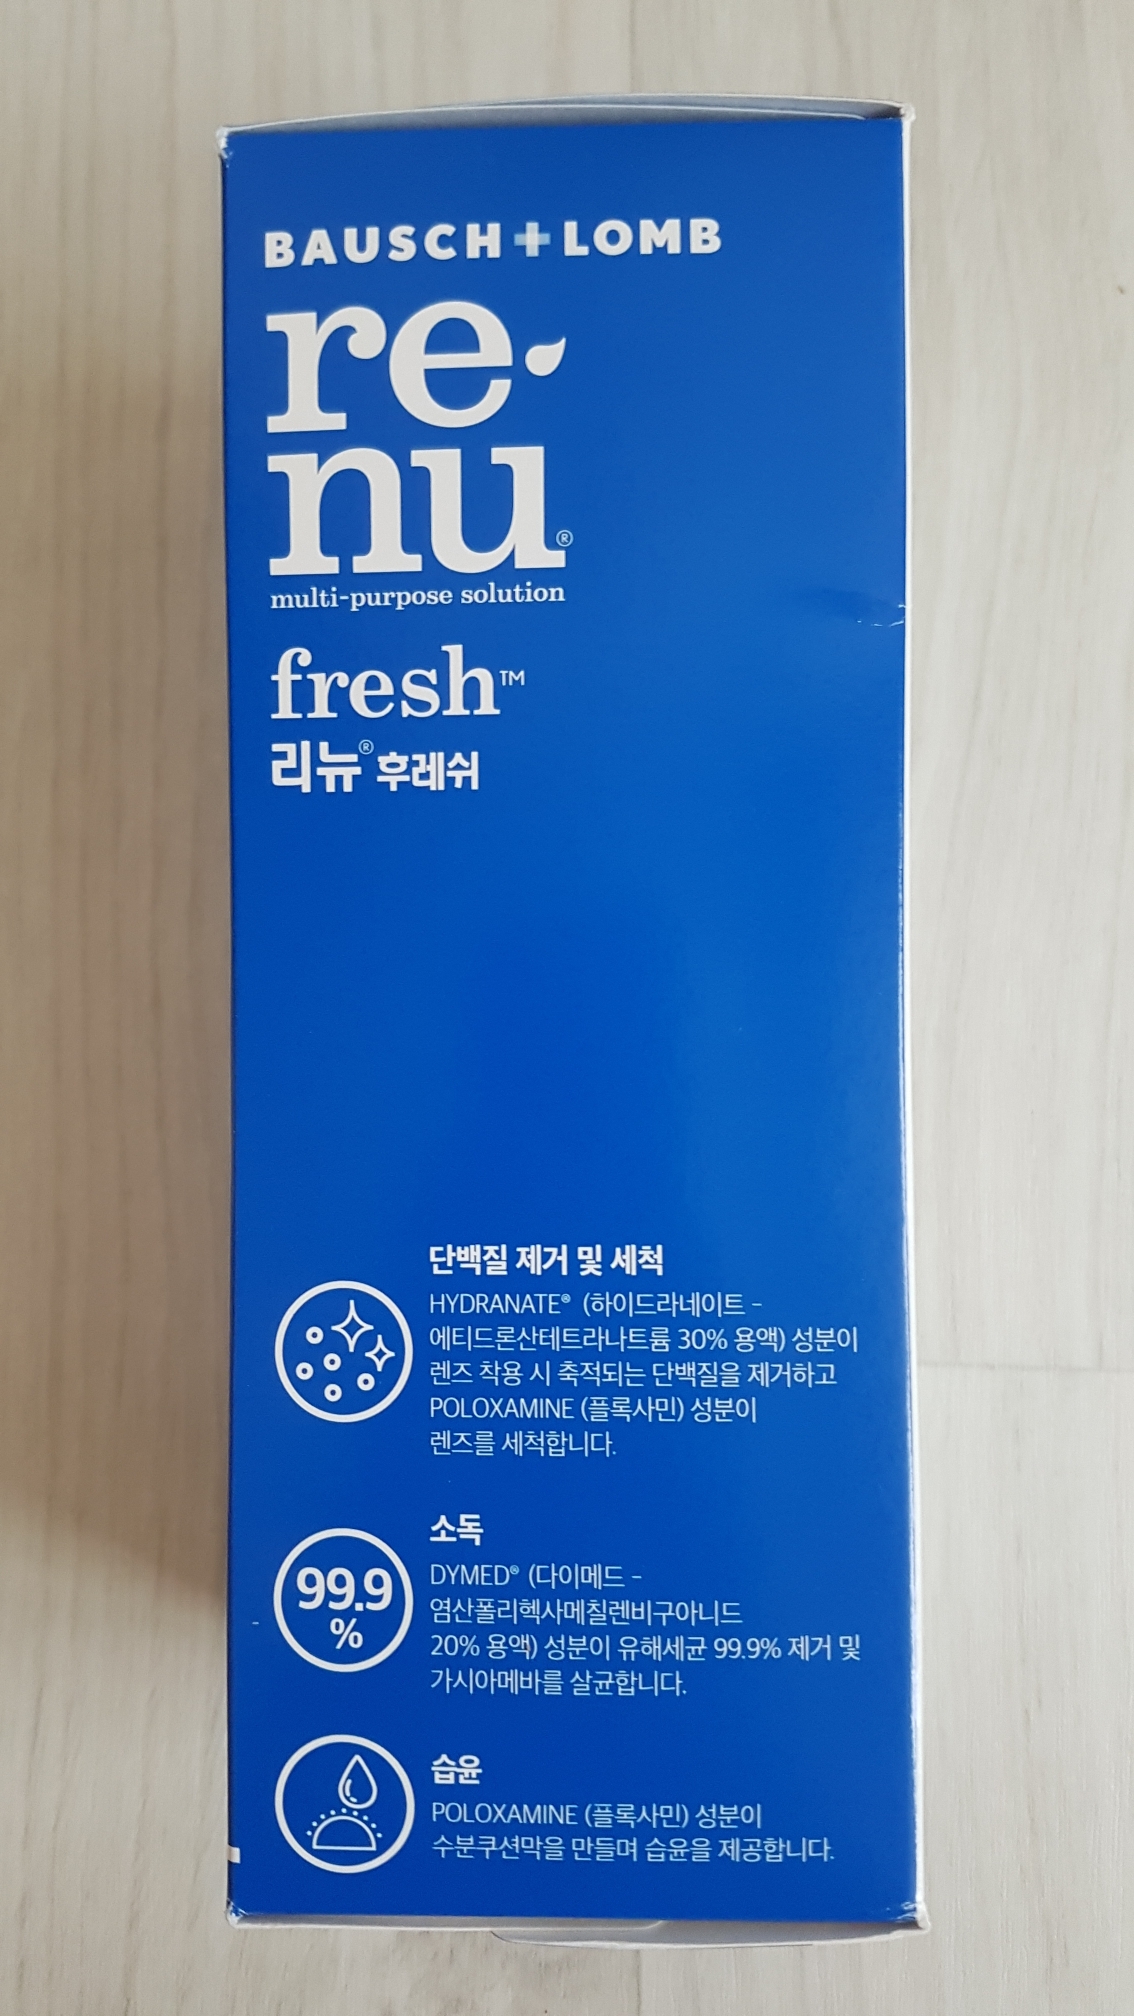 BAUSCH + LOMB
re
nu®
multi-purpose solution
fresh™
리뉴® 후레쉬
단백질 제거 및 세척
HYDRANATE® (하이드라네이트 -
에티드론산테트라나트륨 30% 용액) 성분이
렌즈 착용 시 축적되는 단백질을 제거하고
POLOXAMINE (플록사민) 성분이
렌즈를 세척합니다.
99.9
%
소독
DYMED® (다이메드 -
염산폴리헥사메칠렌비구아니드
20% 용액) 성분이 유해세균 99.9% 제거 및
가시아메바를 살균합니다.
습윤
POLOXAMINE (플록사민) 성분이
수분쿠션막을 만들며 습윤을 제공합니다.